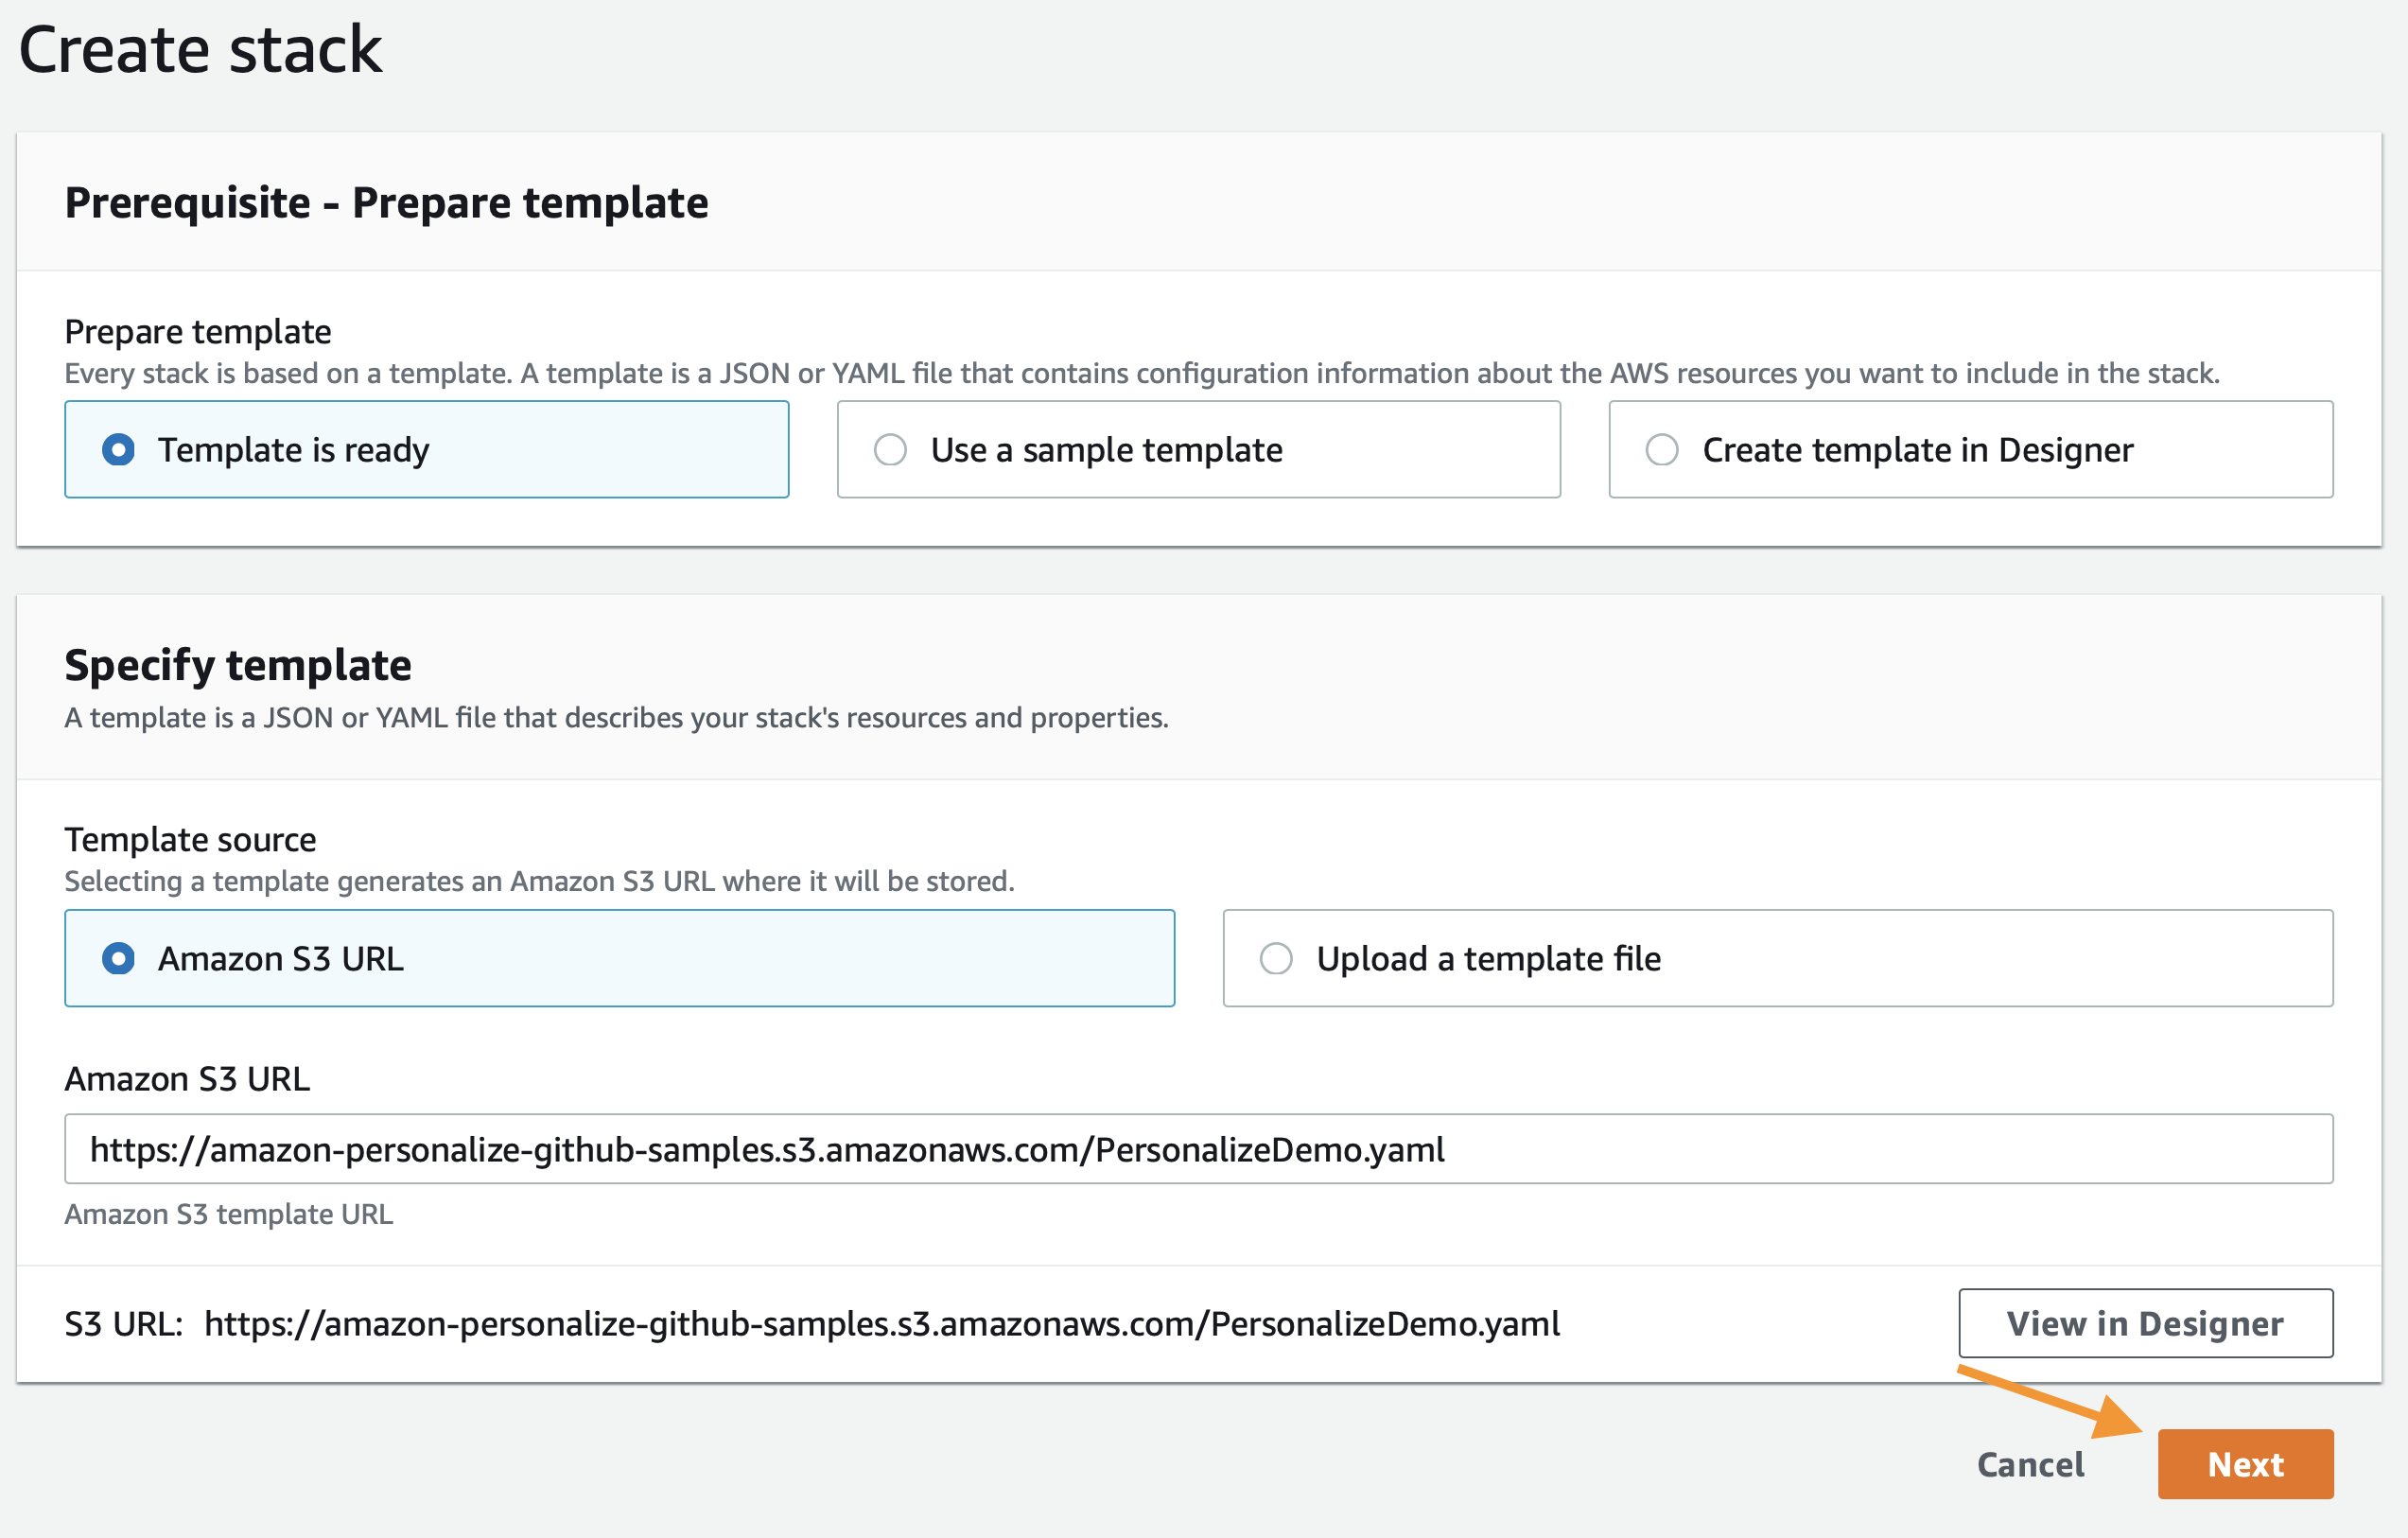 Create stack
Prerequisite - Prepare template
Prepare template
Every stack is based on a template. A template is a JSON or YAML file that contains configuration information about the AWS resources you want to include in the stack.
Template is ready
Use a sample template
Create template in Designer
Specify template
A template is a JSON or YAML file that describes your stack's resources and properties.
Template source
Selecting a template generates an Amazon S3 URL where it will be stored.
Amazon S3 URL
Upload a template file
Amazon S3 URL
https://amazon-personalize-github-samples.s3.amazonaws.com/PersonalizeDemo.yaml
Amazon S3 template URL
S3 URL: https://amazon-personalize-github-samples.s3.amazonaws.com/PersonalizeDemo.yaml
View in Designer
Cancel
Next